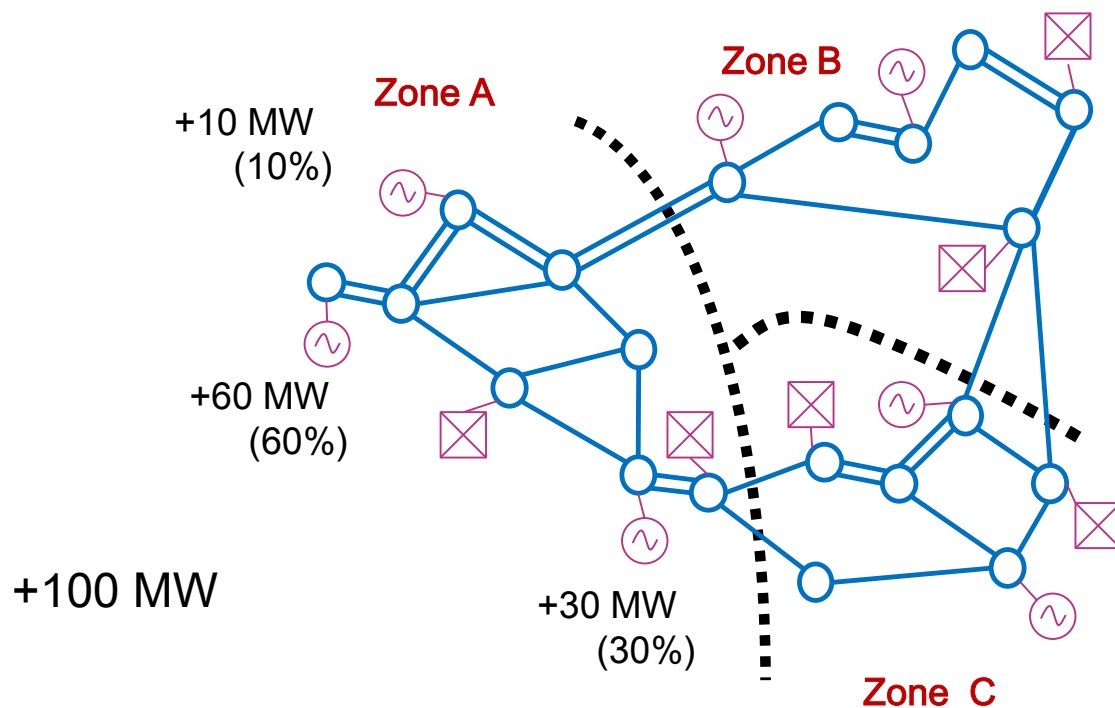 Zone B
Zone A
+10 MW
(10%)
+60 MW
(60%)
+100 MW
+30 MW
(30%)
Zone C